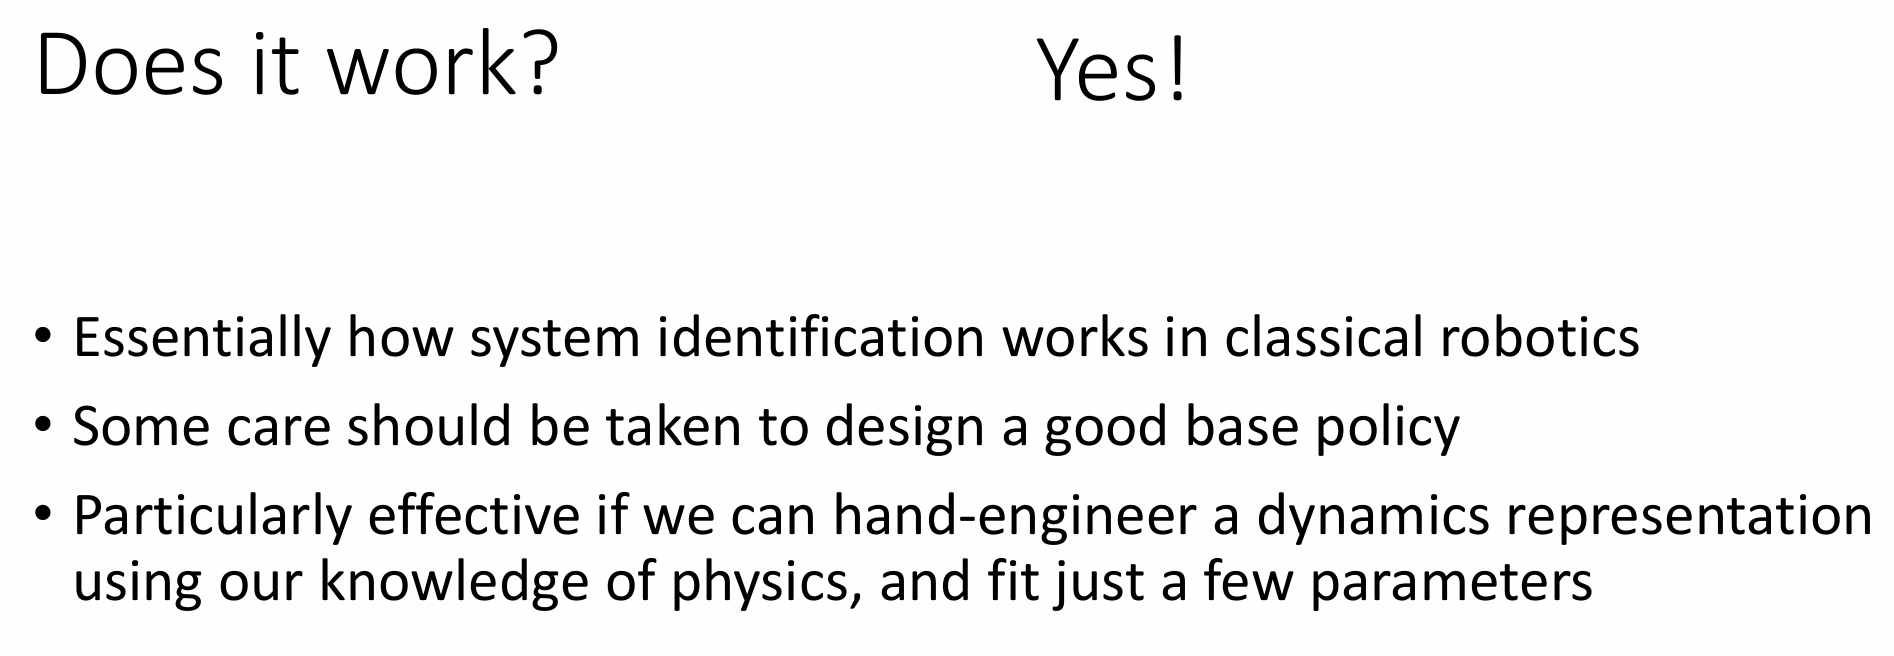 Does it work? Yes!
• Essentially how system identification works in classical robotics
• Some care should be taken to design a good base policy
• Particularly effective if we can hand-engineer a dynamics representation
using our knowledge of physics, and fit just a few parameters